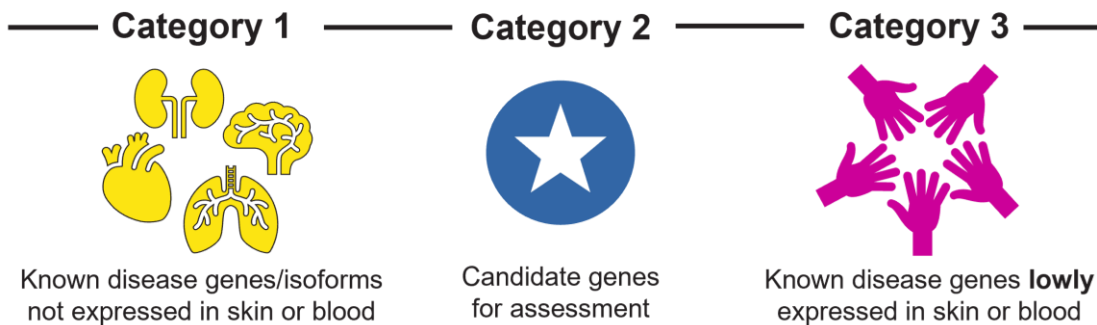 Category 1
Category 2
Category 3
Known disease genes/isoforms
not expressed in skin or blood
Candidate genes
for assessment
Known disease genes lowly
expressed in skin or blood